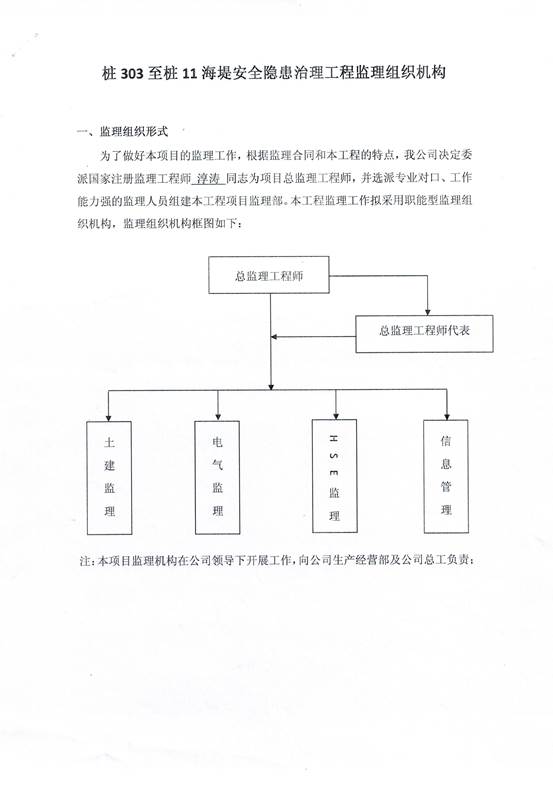 桩 303 至桩 11 海堤安全隐患治理工程监理组织机构
一、监理组织形式
为了做好本项目的监理工作，根据监理合同和本工程的特点，我公司决定委
派国家注册监理工程师 淳涛 同志为项目总监理工程师，并选派专业对口、工作
能力强的监理人员组建本工程项目监理部。本工程监理工作拟采用职能型监理组
织机构，监理组织机构框图如下：
总监理工程师
总监理工程师代表
土建监理
电气监理
HSE监理
信息管理
注：本项目监理机构在公司领导下开展工作，向公司生产经营部及公司总工负责；